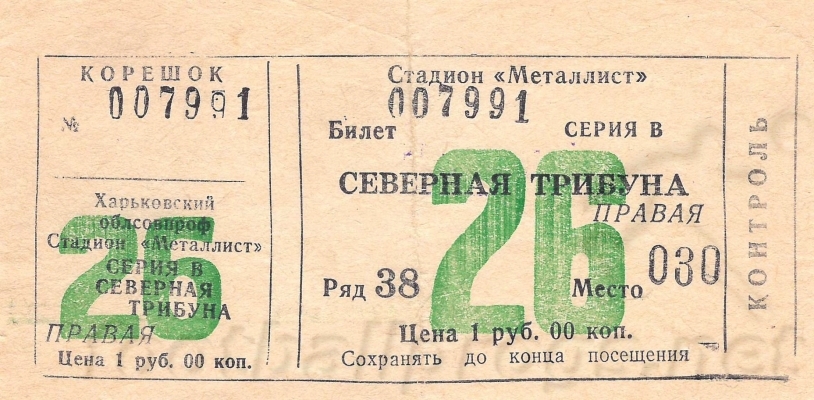 КОРЕШОК
№ 007991
Харьковский
облсовпроф
Стадион «Металлист»
СЕРИЯ В
СЕВЕРНАЯ
ТРИБУНА
ПРАВАЯ
Цена 1 руб. 00 коп.
26
Стадион «Металлист»
007991
Билет СЕРИЯ В
СЕВЕРНАЯ ТРИБУНА
ПРАВАЯ
26
Ряд 38 Место 030
Цена 1 руб. 00 коп.
Сохранять до конца посещения
КОНТРОЛЬ